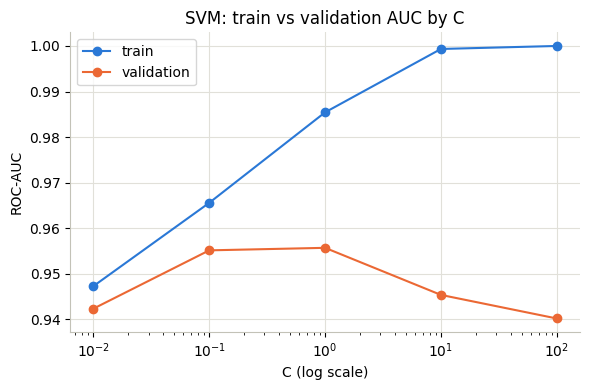 SVM: train vs validation AUC by C
train
validation
ROC-AUC
1.00
0.99
0.98
0.97
0.96
0.95
0.94
10⁻² 10⁻¹ 10⁰ 10¹ 10²
C (log scale)